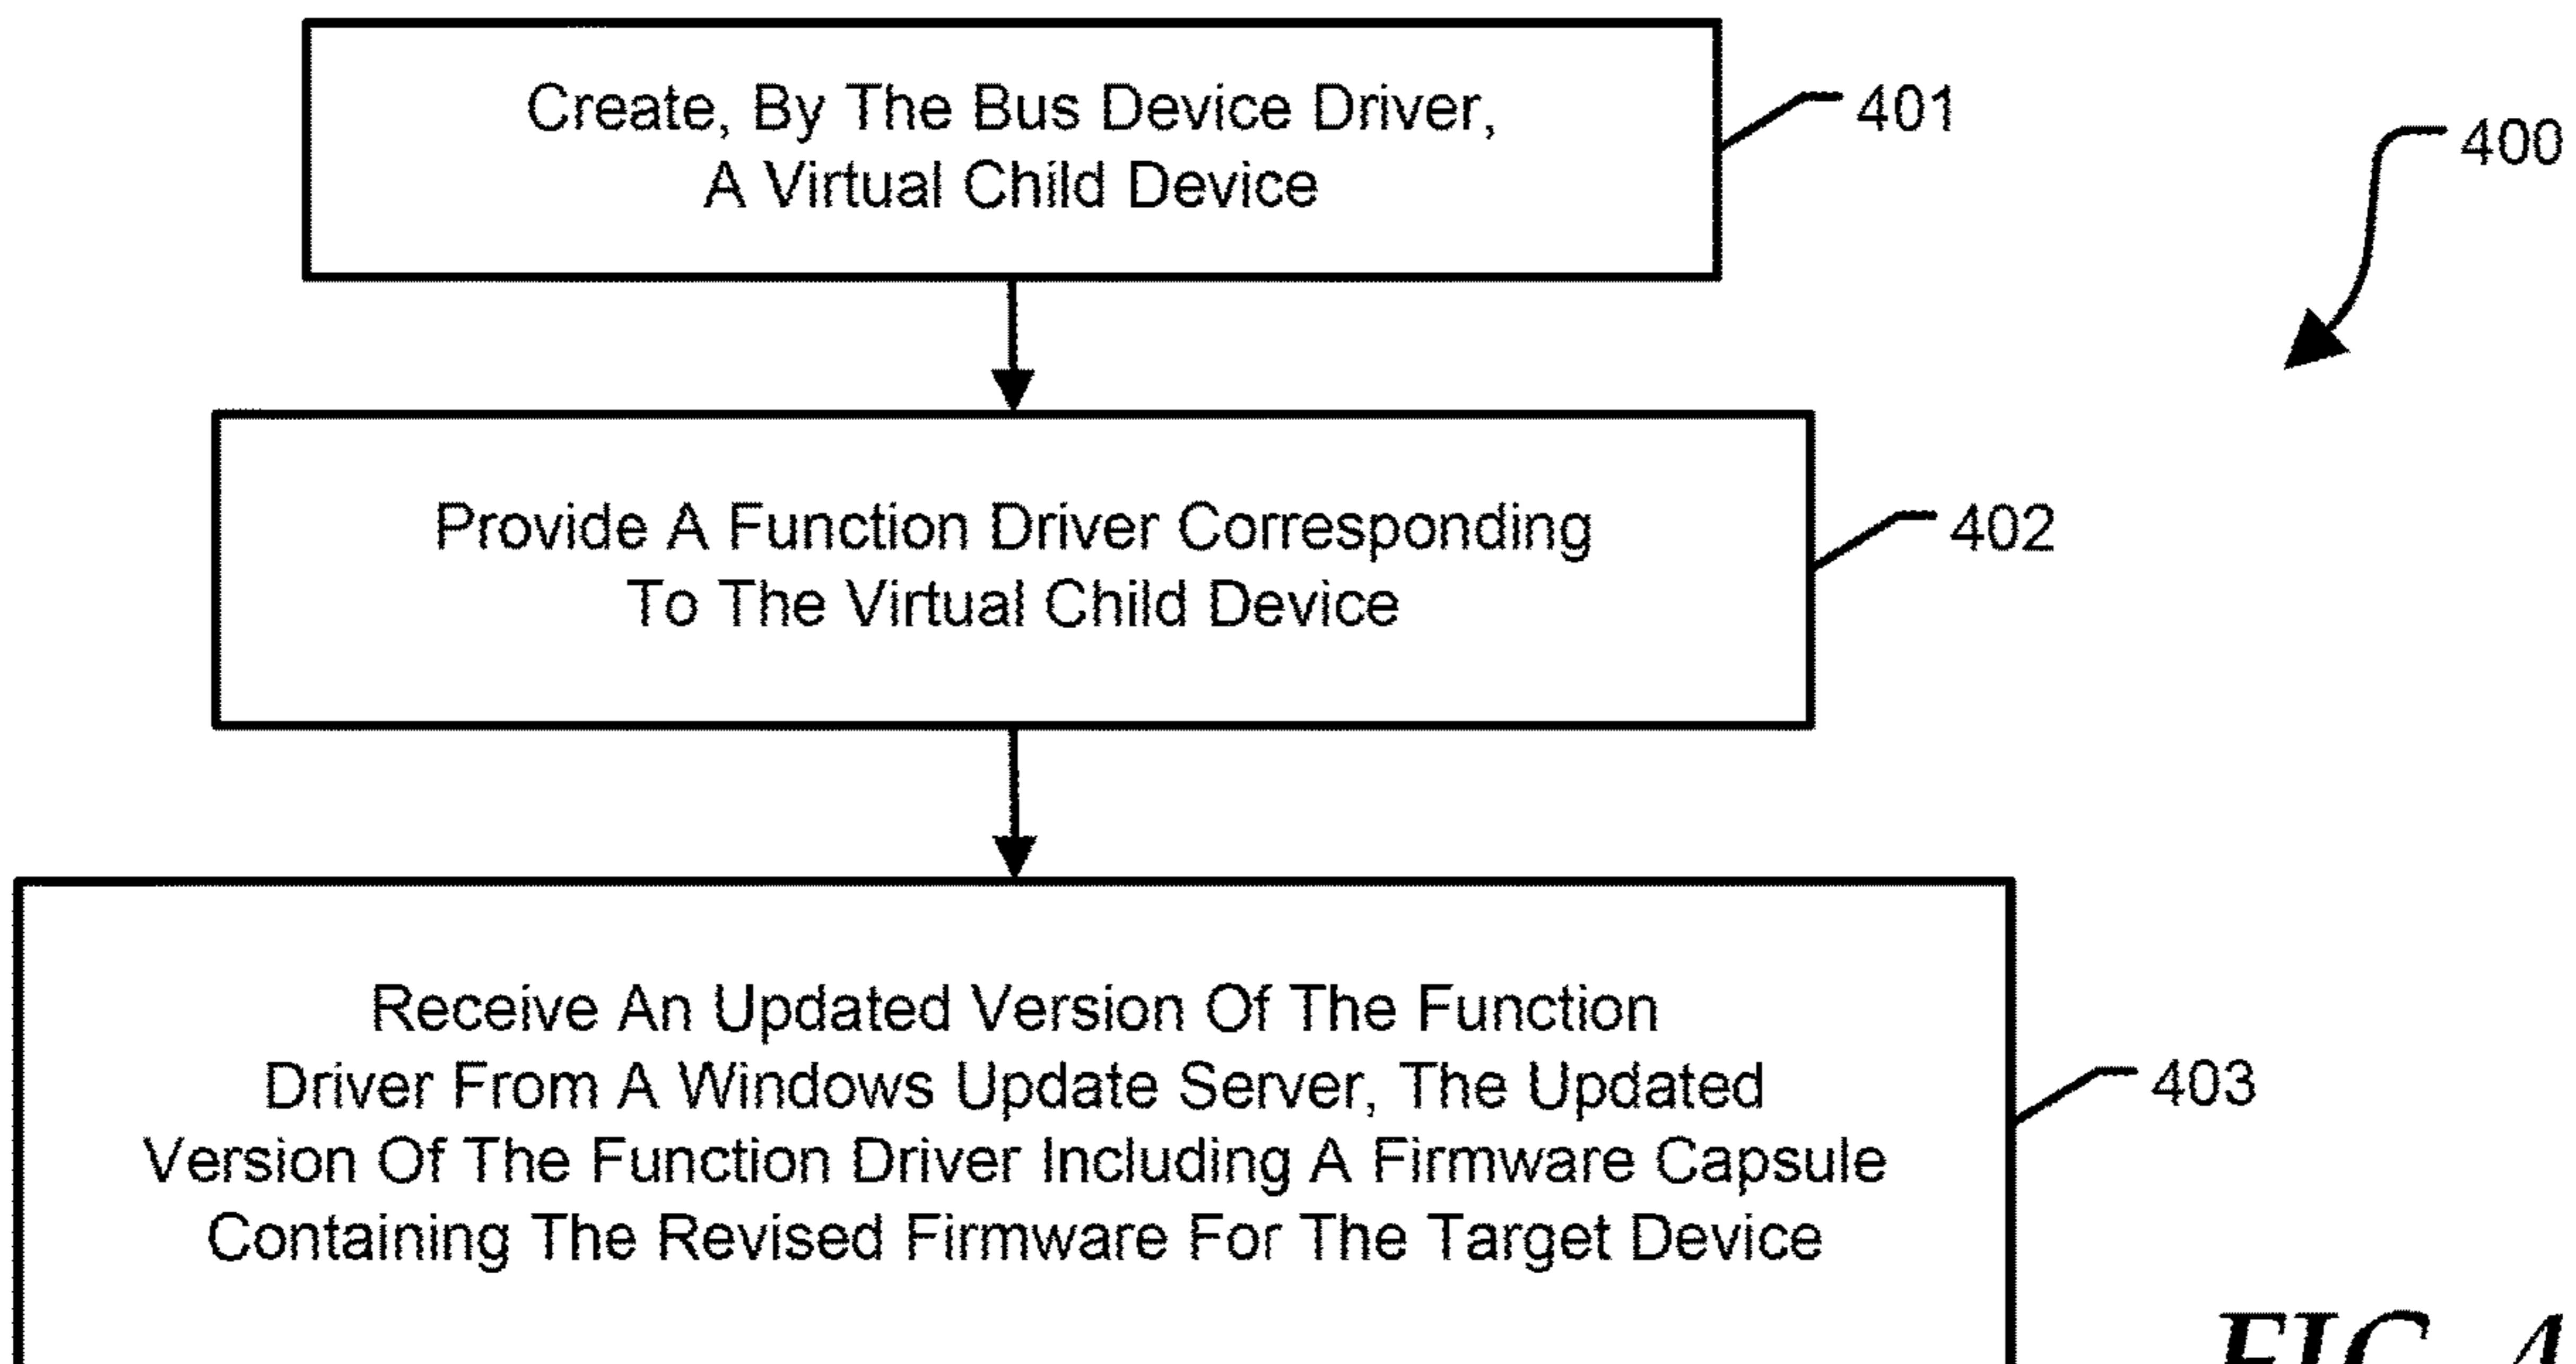 Create, By The Bus Device Driver,
A Virtual Child Device
401
400
Provide A Function Driver Corresponding
To The Virtual Child Device
402
Receive An Updated Version Of The Function
Driver From A Windows Update Server, The Updated
Version Of The Function Driver Including A Firmware Capsule
Containing The Revised Firmware For The Target Device
403
FIG. 4